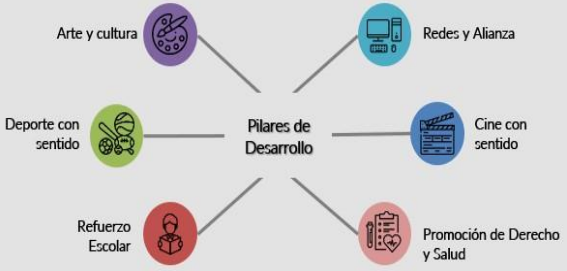 Arte y cultura
Redes y Alianza
Deporte con
sentido
Pilares de
Desarrollo
Cine con
sentido
Refuerzo
Escolar
Promoción de Derecho
y Salud